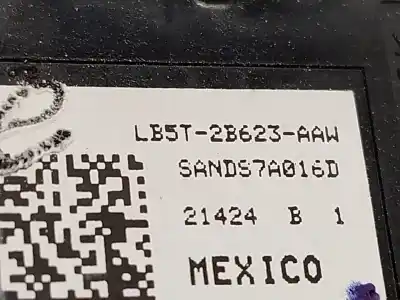 LB5T-2B623-AAW
SANDS7A016D
21424 B 1
MEXICO